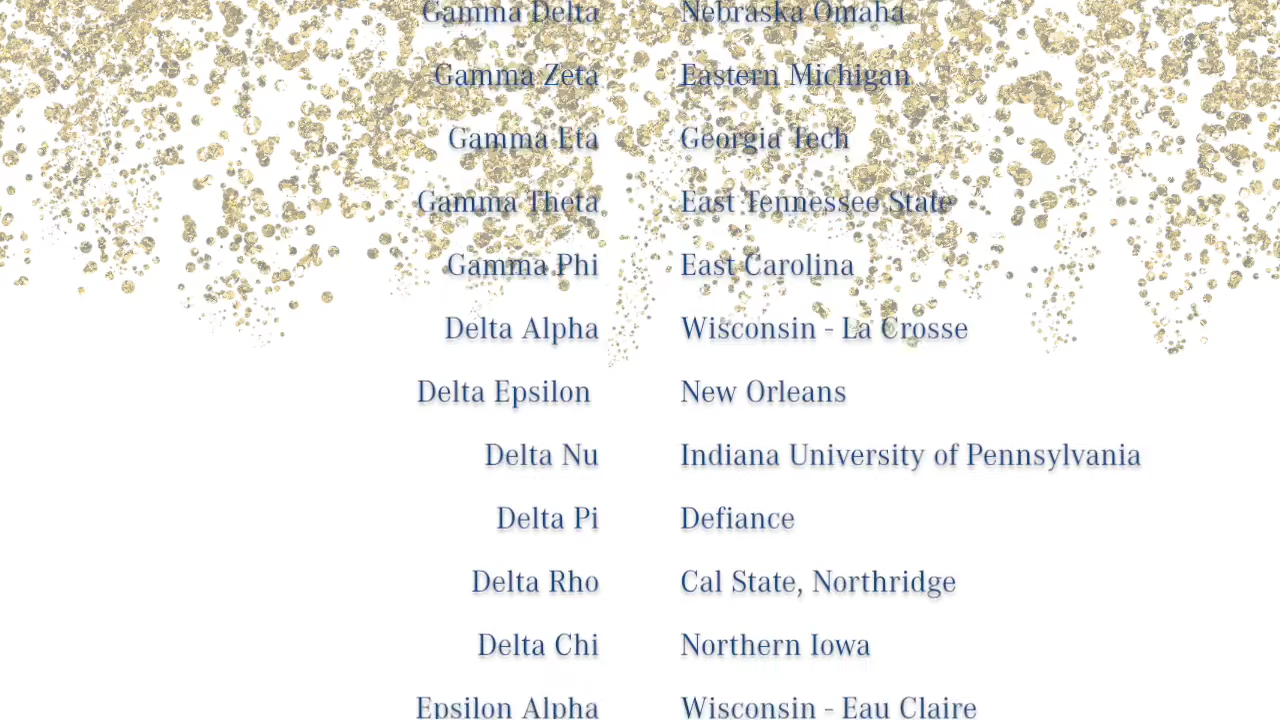 Gamma Delta Nebraska Omaha
Gamma Zeta Eastern Michigan
Gamma Eta Georgia Tech
Gamma Theta East Tennessee State
Gamma Phi East Carolina
Delta Alpha Wisconsin - La Crosse
Delta Epsilon New Orleans
Delta Nu Indiana University of Pennsylvania
Delta Pi Defiance
Delta Rho Cal State, Northridge
Delta Chi Northern Iowa
Epsilon Alpha Wisconsin - Eau Claire